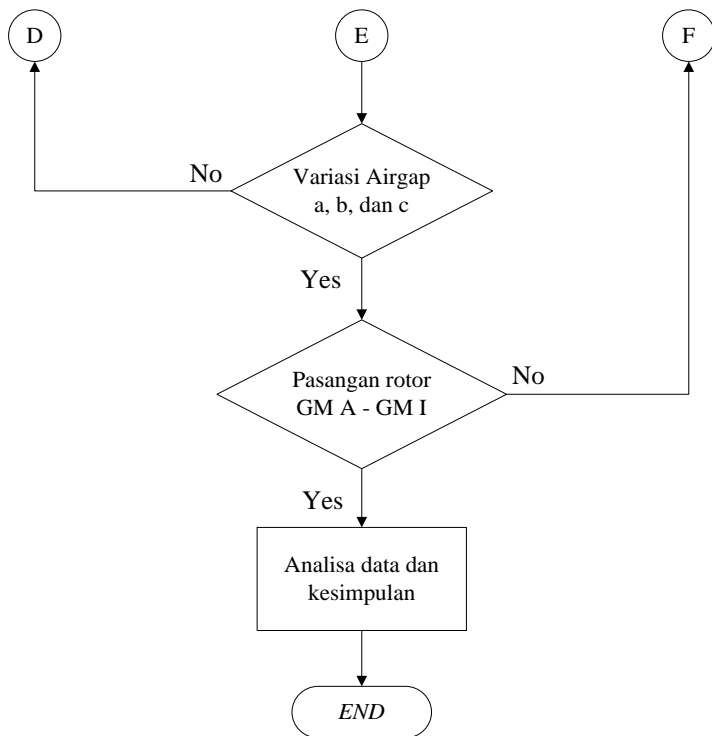 D
E
F
No
Variasi Airgap
a, b, dan c
Yes
Pasangan rotor
GM A - GM I
No
Yes
Analisa data dan
kesimpulan
END